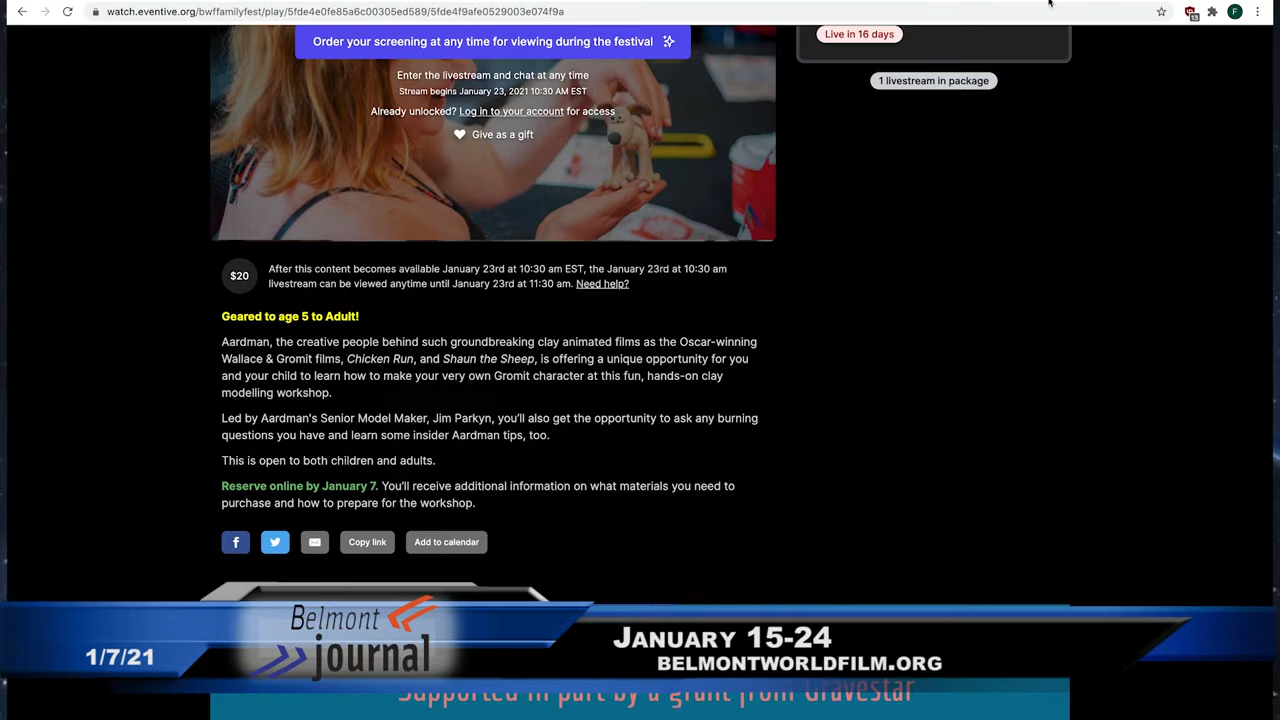 watch.eventive.org/bwffamilyfest/play/5fde4e0fe85a6c00305ed589/5fde4f9afe0529003e074f9a
13
F
Order your screening at any time for viewing during the festival
Enter the livestream and chat at any time
Stream begins January 23, 2021 10:30 AM EST
Already unlocked? Log in to your account for access
Give as a gift
Live in 16 days
1 livestream in package
$20
After this content becomes available January 23rd at 10:30 am EST, the January 23rd at 10:30 am
livestream can be viewed anytime until January 23rd at 11:30 am. Need help?
Geared to age 5 to Adult!
Aardman, the creative people behind such groundbreaking clay animated films as the Oscar-winning
Wallace & Gromit films, Chicken Run, and Shaun the Sheep, is offering a unique opportunity for you
and your child to learn how to make your very own Gromit character at this fun, hands-on clay
modelling workshop.
Led by Aardman's Senior Model Maker, Jim Parkyn, you'll also get the opportunity to ask any burning
questions you have and learn some insider Aardman tips, too.
This is open to both children and adults.
Reserve online by January 7. You'll receive additional information on what materials you need to
purchase and how to prepare for the workshop.
Copy link
Add to calendar
Belmont
journal
1/7/21
January 15-24
belmontworldfilm.org
Supported in part by a grant from Gravestar